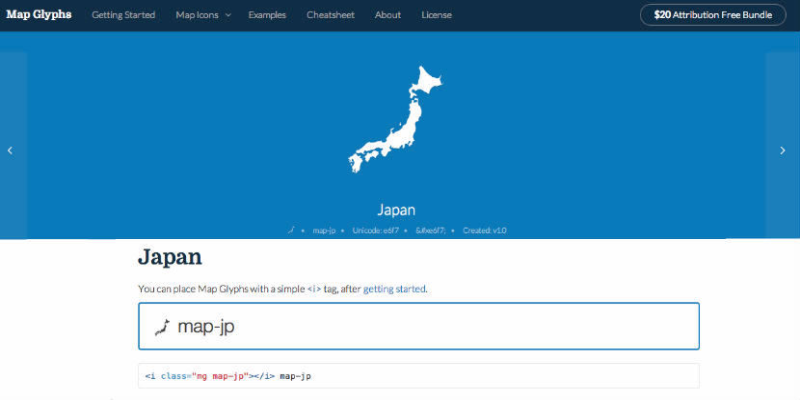 Map Glyphs Getting Started Map Icons Examples Cheatsheet About License $20 Attribution Free Bundle
Japan
map-jp • Unicode: e6f7 • &#xe6f7; • Created: v1.0
Japan
You can place Map Glyphs with a simple <i> tag, after getting started.
map-jp
<i class="mg map-jp"></i> map-jp